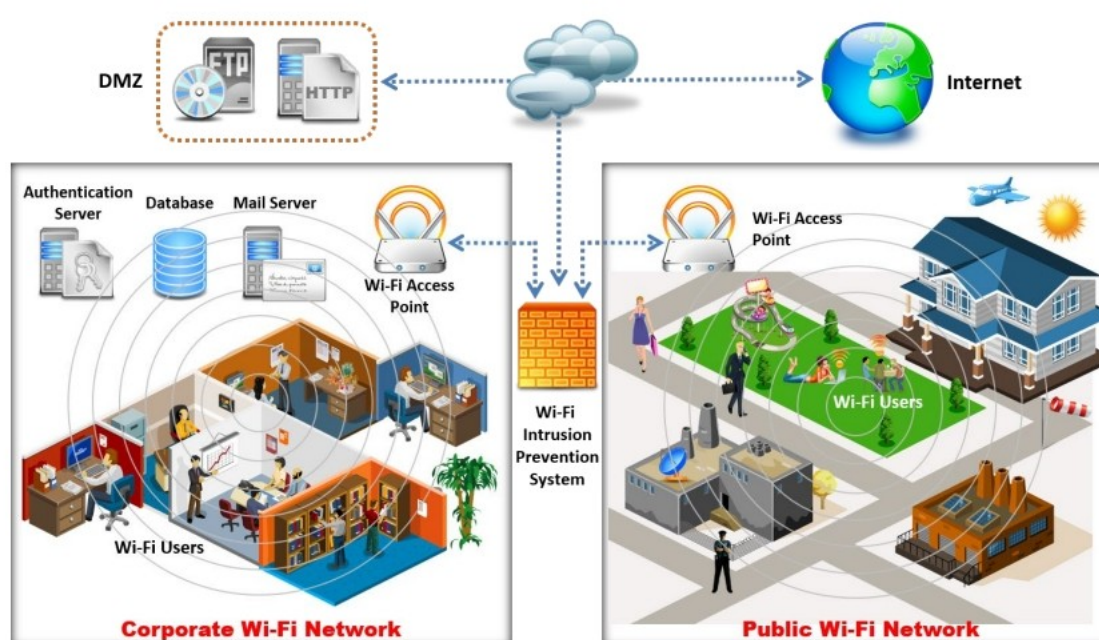 DMZ
FTP
HTTP
Internet
Authentication
Server
Database
Mail Server
Wi-Fi Access
Point
Wi-Fi Access
Point
Wi-Fi
Intrusion
Prevention
System
Wi-Fi Users
Wi-Fi Users
Corporate Wi-Fi Network
Public Wi-Fi Network